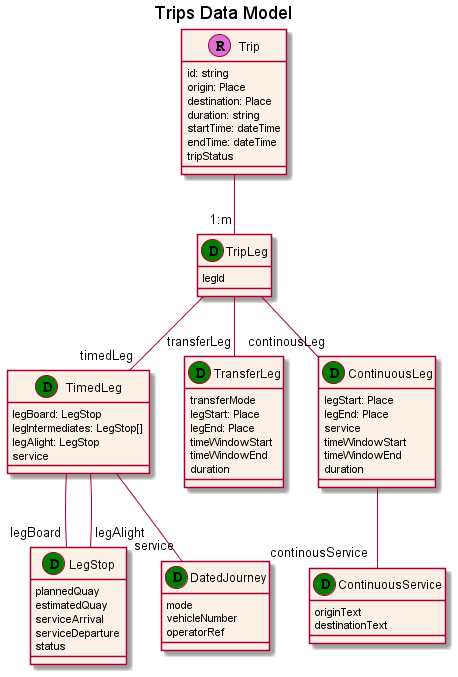 Trips Data Model
R Trip
id: string
origin: Place
destination: Place
duration: string
startTime: dateTime
endTime: dateTime
tripStatus
1:m
D TripLeg
legId
timedLeg
transferLeg
continousLeg
D TimedLeg
legBoard: LegStop
legIntermediates: LegStop[]
legAlight: LegStop
service
D TransferLeg
transferMode
legStart: Place
legEnd: Place
timeWindowStart
timeWindowEnd
duration
D ContinuousLeg
legStart: Place
legEnd: Place
service
timeWindowStart
timeWindowEnd
duration
legBoard
legAlight
service
continousService
D LegStop
plannedQuay
estimatedQuay
serviceArrival
serviceDeparture
status
D DatedJourney
mode
vehicleNumber
operatorRef
D ContinuousService
originText
destinationText